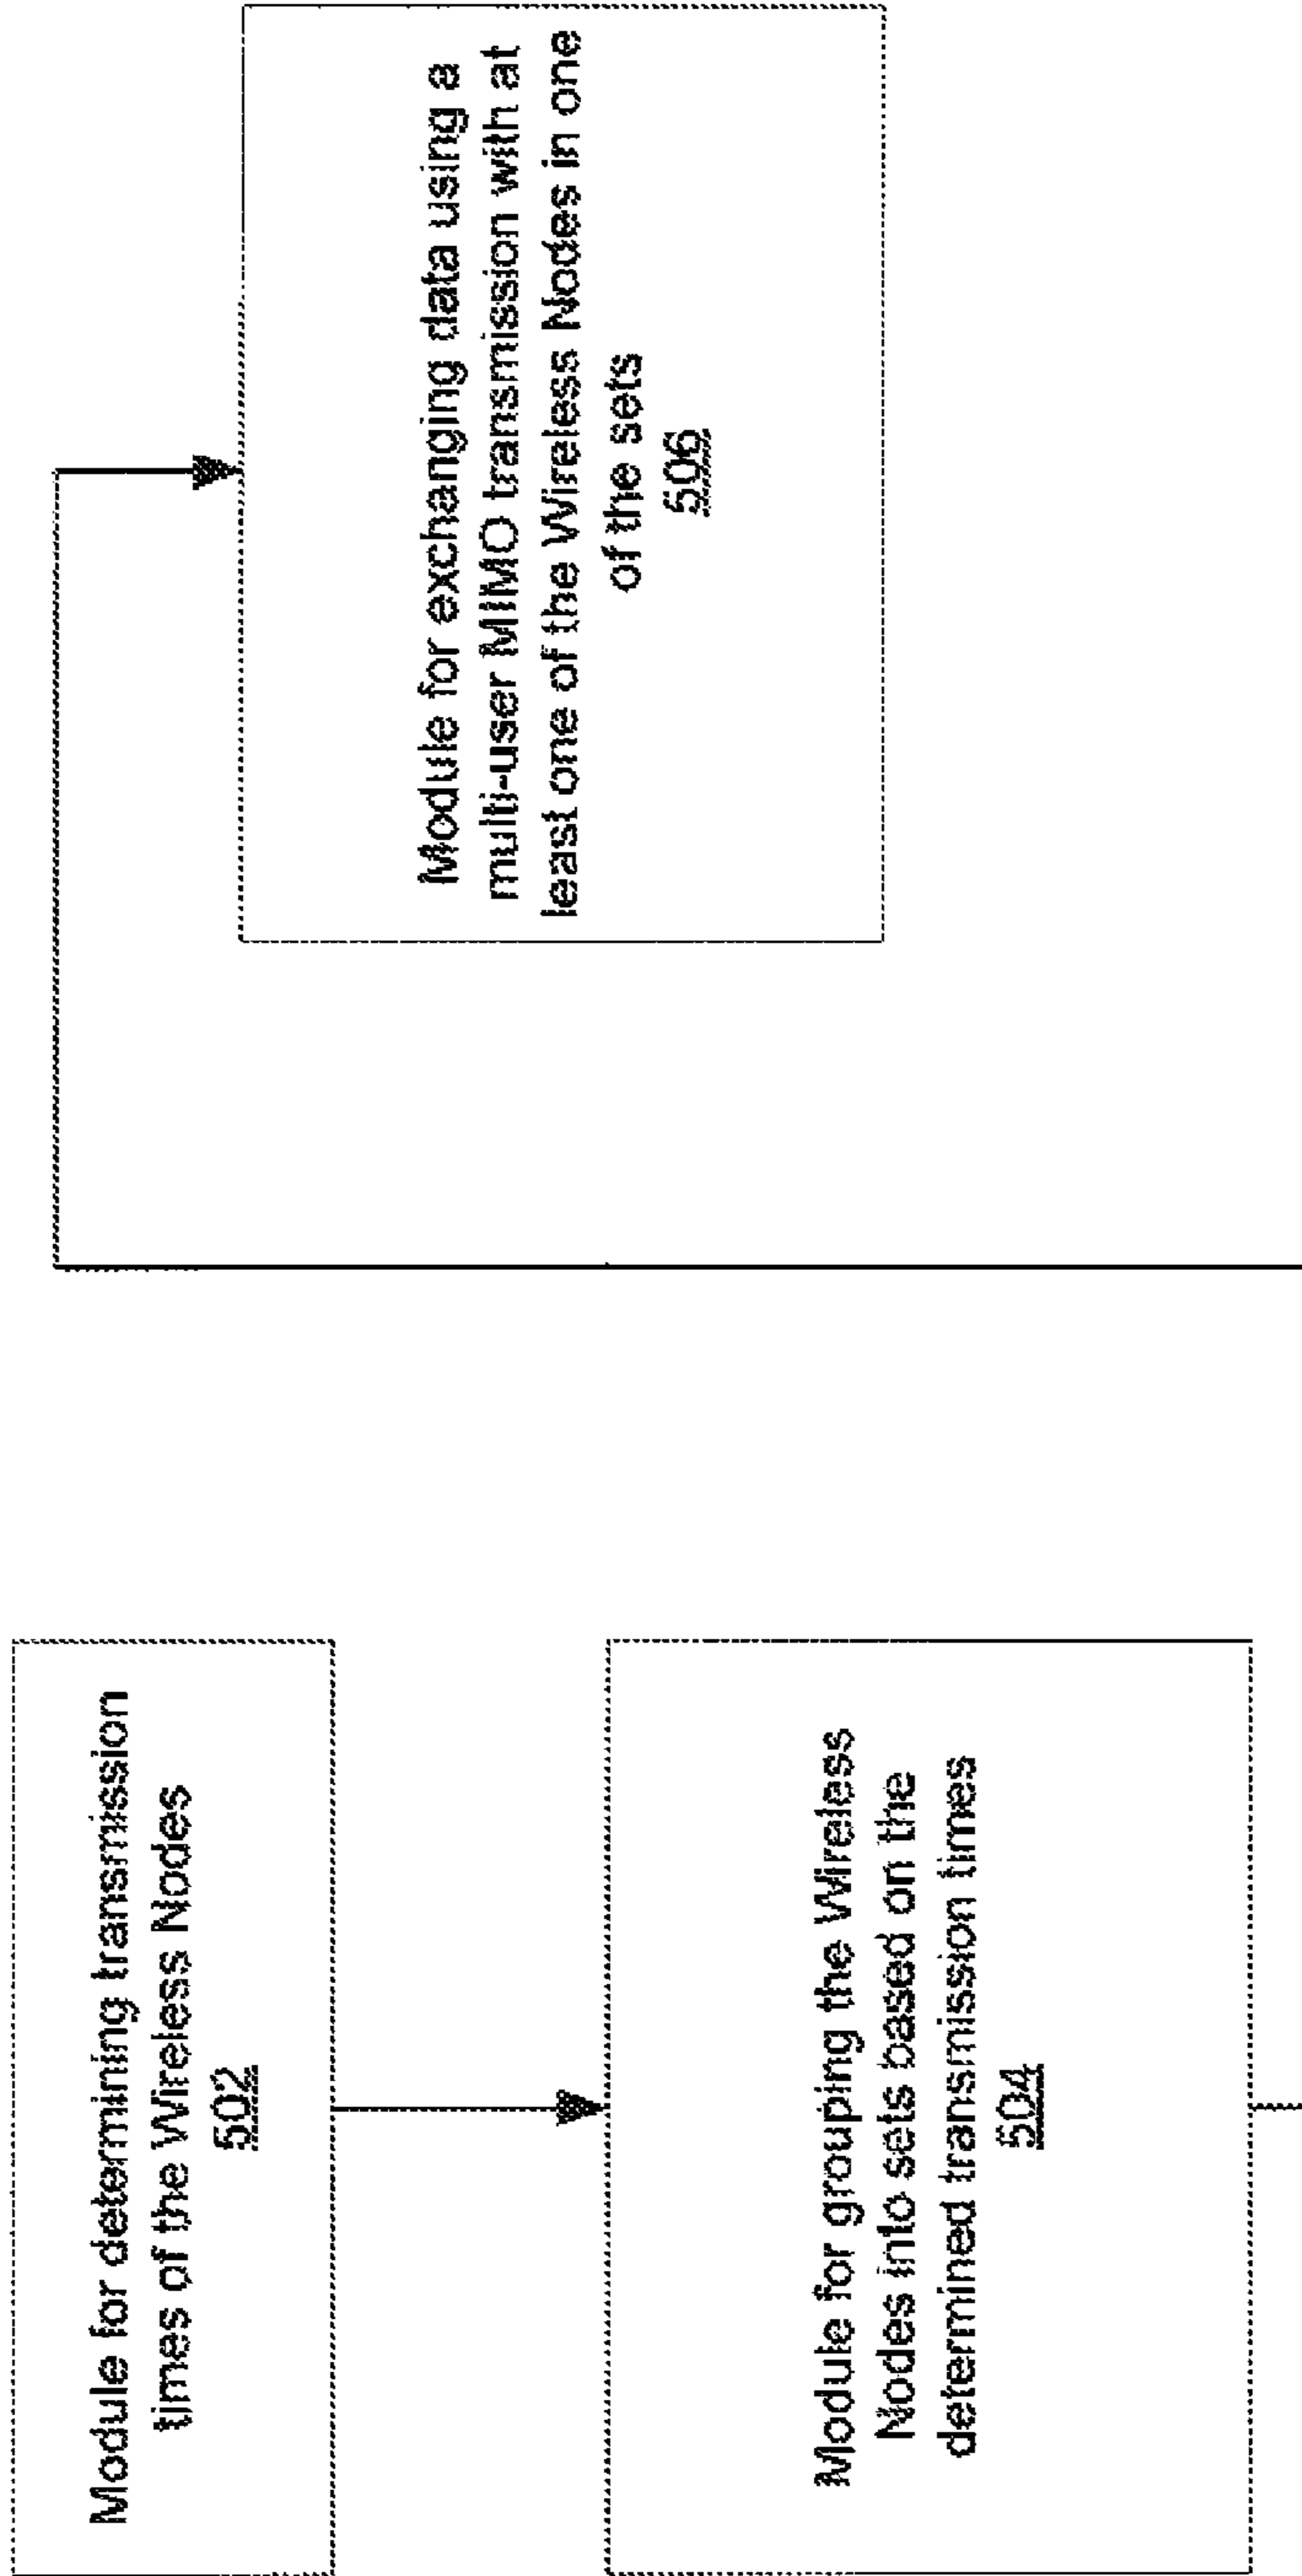 Module for determining transmission
times of the Wireless Nodes
502
Module for grouping the Wireless
Nodes into sets based on the
determined transmission times
504
Module for exchanging data using a
multi-user MIMO transmission with at
least one of the Wireless Nodes in one
of the sets
506